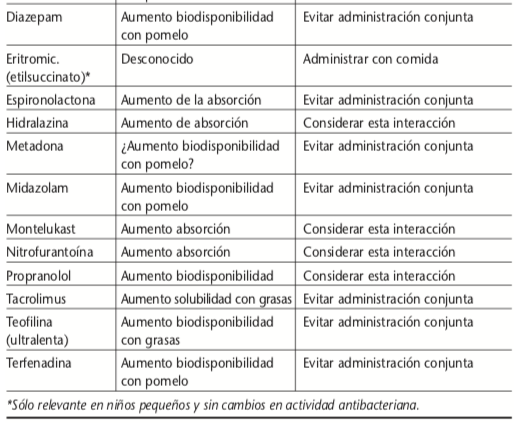 Diazepam Aumento biodisponibilidad Evitar administración conjunta
con pomelo
Eritromic. Desconocido Administrar con comida
(etilsuccinato)*
Espironolactona Aumento de la absorción Evitar administración conjunta
Hidralazina Aumento de absorción Considerar esta interacción
Metadona ¿Aumento biodisponibilidad Evitar administración conjunta
con pomelo?
Midazolam Aumento biodisponibilidad Evitar administración conjunta
con pomelo
Montelukast Aumento absorción Considerar esta interacción
Nitrofurantoína Aumento absorción Considerar esta interacción
Propranolol Aumento biodisponibilidad Considerar esta interacción
Tacrolimus Aumento solubilidad con grasas Evitar administración conjunta
Teofilina Aumento biodisponibilidad Evitar administración conjunta
(ultralenta) con grasas
Terfenadina Aumento biodisponibilidad Evitar administración conjunta
con pomelo
*Sólo relevante en niños pequeños y sin cambios en actividad antibacteriana.